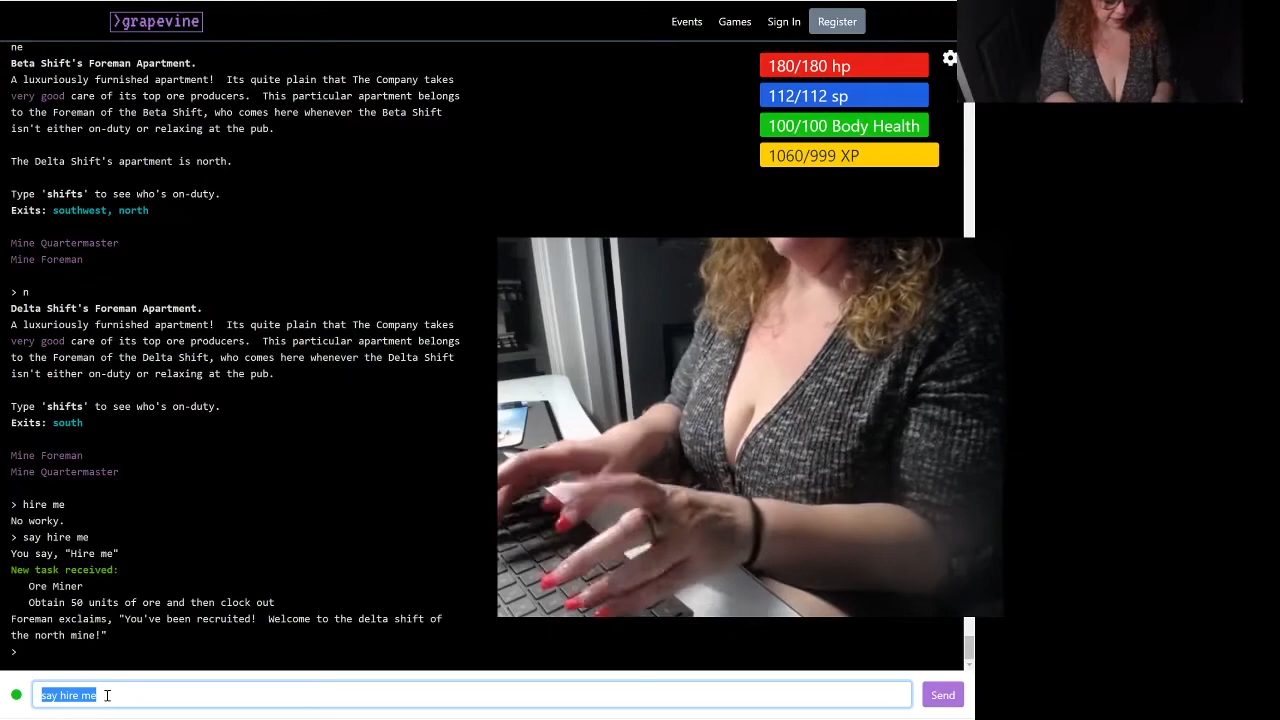 >grapevine
Events
Games
Sign In
Register
ne
Beta Shift's Foreman Apartment.
A luxuriously furnished apartment!  Its quite plain that The Company takes
very good care of its top ore producers.  This particular apartment belongs
to the Foreman of the Beta Shift, who comes here whenever the Beta Shift
isn't either on-duty or relaxing at the pub.
The Delta Shift's apartment is north.
Type 'shifts' to see who's on-duty.
Exits: southwest, north
Mine Quartermaster
Mine Foreman
> n
Delta Shift's Foreman Apartment.
A luxuriously furnished apartment!  Its quite plain that The Company takes
very good care of its top ore producers.  This particular apartment belongs
to the Foreman of the Delta Shift, who comes here whenever the Delta Shift
isn't either on-duty or relaxing at the pub.
Type 'shifts' to see who's on-duty.
Exits: south
Mine Foreman
Mine Quartermaster
> hire me
No worky.
> say hire me
You say, "Hire me"
New task received:
Ore Miner
Obtain 50 units of ore and then clock out
Foreman exclaims, "You've been recruited!  Welcome to the delta shift of
the north mine!"
>
180/180 hp
112/112 sp
100/100 Body Health
1060/999 XP
say hire me
Send